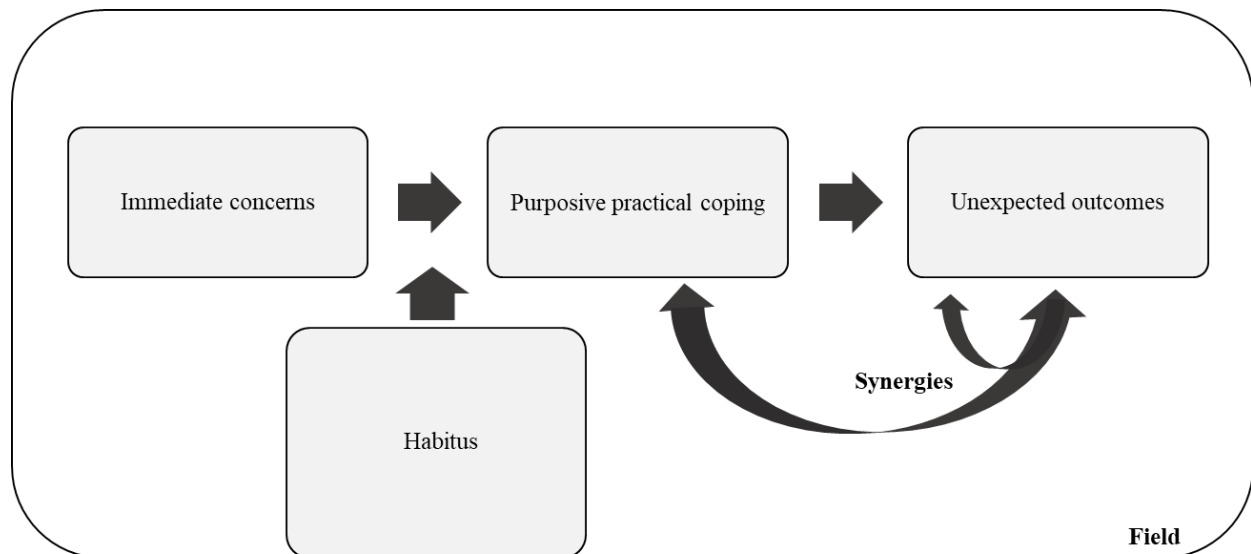 Immediate concerns
Purposive practical coping
Unexpected outcomes
Synergies
Habitus
Field